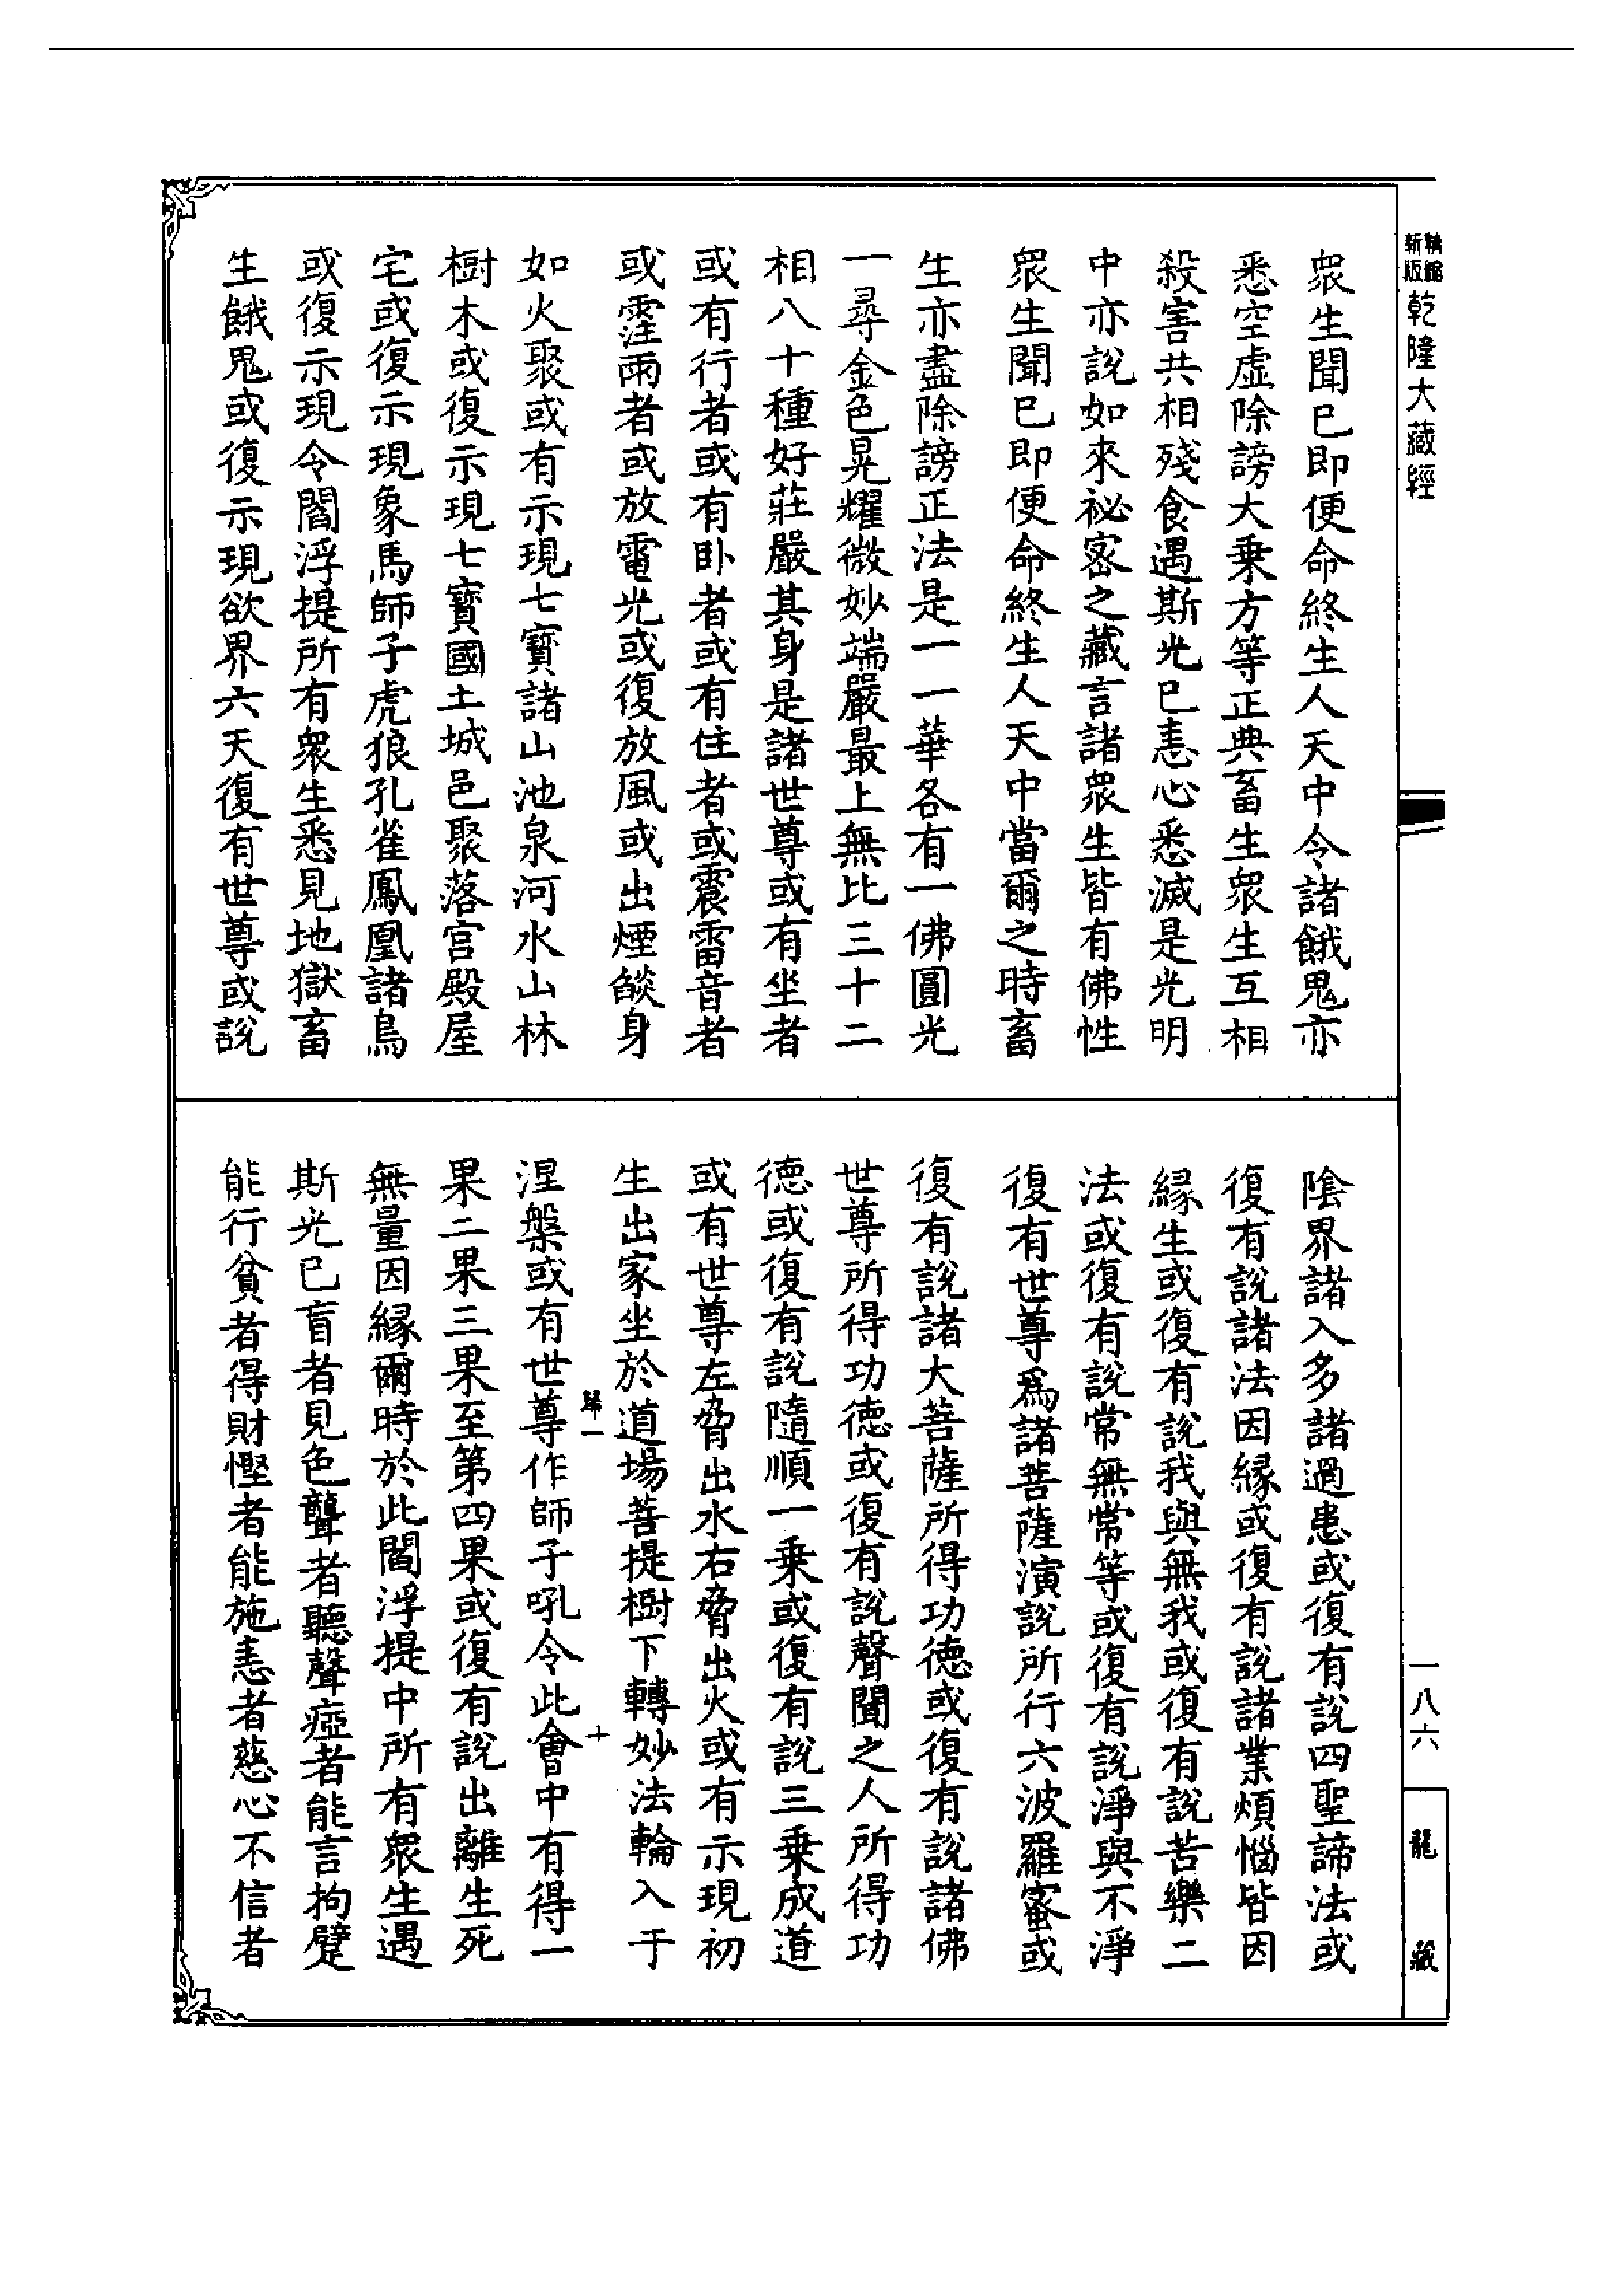 新版精縮乾隆大藏經
一八六
龍藏
眾生聞已即便命終生人天中令諸餓鬼亦
悉空虛除謗大乘方等正典畜生眾生互相
殺害共相殘食遇斯光已恚心悉滅是光明
中亦說如來祕密之藏言諸眾生皆有佛性
眾生聞已即便命終生人天中當爾之時畜
生亦盡除謗正法是一一華各有一佛圓光
一尋金色晃耀微妙端嚴最上無比三十二
相八十種好莊嚴其身是諸世尊或有坐者
或有行者或有卧者或有住者或震雷音者
或霔雨者或放電光或復放風或出煙燄身
如火聚或有示現七寶諸山池泉河水山林
樹木或復示現七寶國土城邑聚落宮殿屋
宅或復示現象馬師子虎狼孔雀鳳凰諸鳥
或復示現令閻浮提所有眾生悉見地獄畜
生餓鬼或復示現欲界六天復有世尊或說
陰界諸入多諸過患或復有說四聖諦法或
復有說諸法因緣或復有說諸業煩惱皆因
緣生或復有說我與無我或復有說苦樂二
法或復有說常無常等或復有說淨與不淨
復有世尊為諸菩薩演說所行六波羅蜜或
復有說諸大菩薩所得功德或復有說諸佛
世尊所得功德或復有說聲聞之人所得功
德或復有說隨順一乘或復有說三乘成道
或有世尊左脅出水右脅出火或有示現初
生出家坐於道場菩提樹下轉妙法輪入于
歸一
十
涅槃或有世尊作師子吼令此會中有得一
果二果三果至第四果或復有說出離生死
無量因緣爾時於此閻浮提中所有眾生遇
斯光已盲者見色聾者聽聲瘂者能言拘躄
能行貧者得財慳者能施恚者慈心不信者